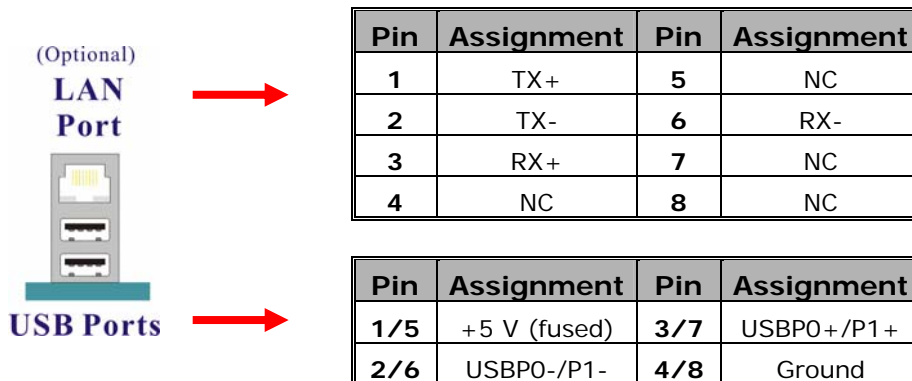 (Optional)
LAN
Port
Pin Assignment Pin Assignment
1 TX+ 5 NC
2 TX- 6 RX-
3 RX+ 7 NC
4 NC 8 NC
USB Ports
Pin Assignment Pin Assignment
1/5 +5 V (fused) 3/7 USBP0+/P1+
2/6 USBP0-/P1- 4/8 Ground